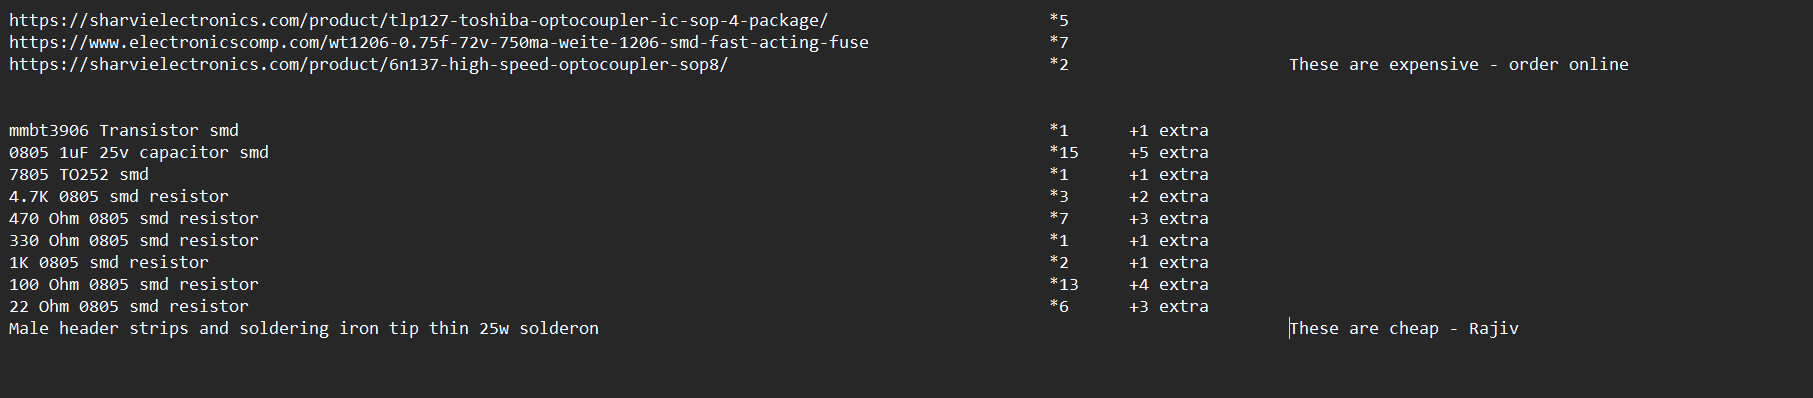 https://sharvielectronics.com/product/tlp127-toshiba-optocoupler-ic-sop-4-package/ *5
https://www.electronicscomp.com/wt1206-0.75f-72v-750ma-weite-1206-smd-fast-acting-fuse *7
https://sharvielectronics.com/product/6n137-high-speed-optocoupler-sop8/ *2 These are expensive - order online
mmbt3906 Transistor smd *1 +1 extra
0805 1uF 25v capacitor smd *15 +5 extra
7805 TO252 smd *1 +1 extra
4.7K 0805 smd resistor *3 +2 extra
470 Ohm 0805 smd resistor *7 +3 extra
330 Ohm 0805 smd resistor *1 +1 extra
1K 0805 smd resistor *2 +1 extra
100 Ohm 0805 smd resistor *13 +4 extra
22 Ohm 0805 smd resistor *6 +3 extra
Male header strips and soldering iron tip thin 25w solderon These are cheap - Rajiv